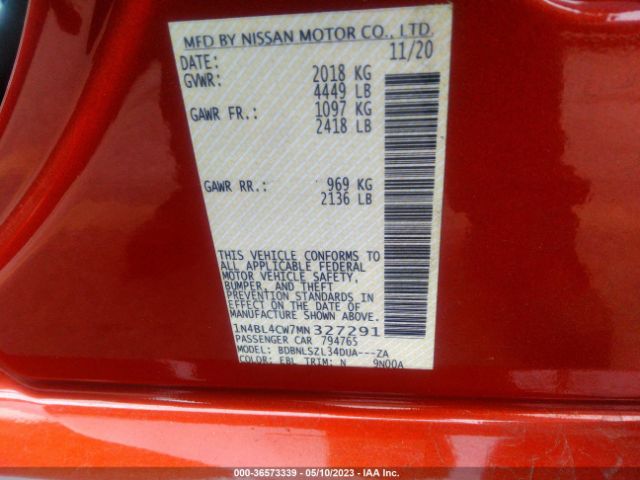 MFD BY NISSAN MOTOR CO., LTD.
DATE: 11/20
GVWR: 2018 KG
4449 LB
GAWR FR.: 1097 KG
2418 LB
GAWR RR.: 969 KG
2136 LB
THIS VEHICLE CONFORMS TO
ALL APPLICABLE FEDERAL
MOTOR VEHICLE SAFETY,
BUMPER, AND THEFT
PREVENTION STANDARDS IN
EFFECT ON THE DATE OF
MANUFACTURE SHOWN ABOVE.
1N4BL4CW7MN327291
PASSENGER CAR 794765
MODEL: BDBNLSZL34DUA---ZA
COLOR: EBL TRIM: N 9N00A
000-36573339 — 05/10/2023 — IAA Inc.